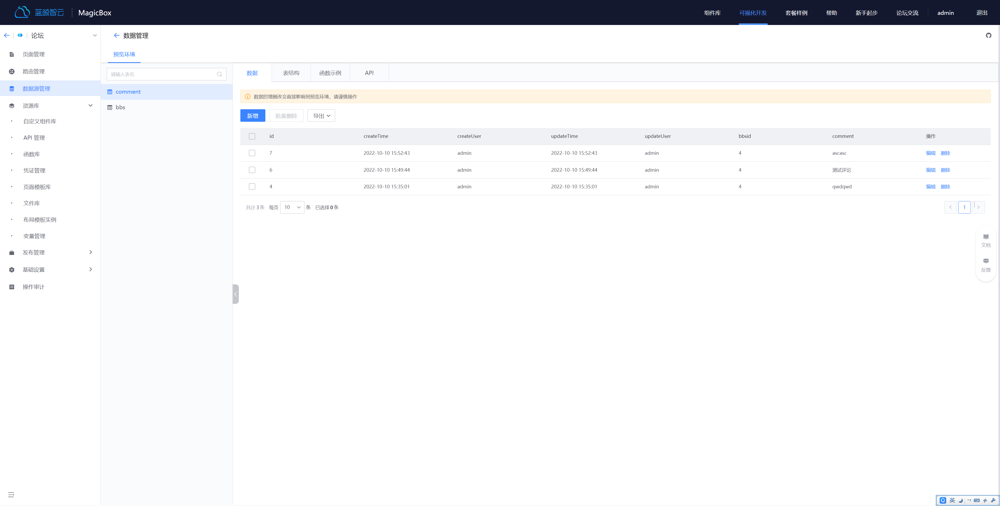 蓝鲸智云 MagicBox 组件库 可视化开发 套餐样例 帮助 新手起步 论坛交流 admin 退出
论坛
页面管理
路由管理
数据源管理
资源库
自定义组件库
API 管理
函数库
凭证管理
页面模板库
文件库
布局模板实例
变量管理
发布管理
基础设置
操作审计
数据管理
预览环境
请输入表名
comment
bbs
数据 表结构 函数示例 API
数据的增删改会直接影响到预览环境，请谨慎操作
新增 批量删除 导出
id createTime createUser updateTime updateUser bbsid comment 操作
7 2022-10-10 15:52:43 admin 2022-10-10 15:52:43 admin 4 ascasc 编辑 删除
6 2022-10-10 15:49:44 admin 2022-10-10 15:49:44 admin 4 测试评论 编辑 删除
4 2022-10-10 15:35:01 admin 2022-10-10 15:35:01 admin 4 qwdqwd 编辑 删除
共计 3 条 每页 10 条 已选择 0 条 1
文档
反馈
英